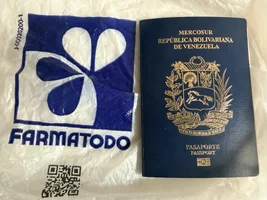 FARMATODO
MERCOSUR
REPÚBLICA BOLIVARIANA
DE VENEZUELA
PASAPORTE
PASSPORT